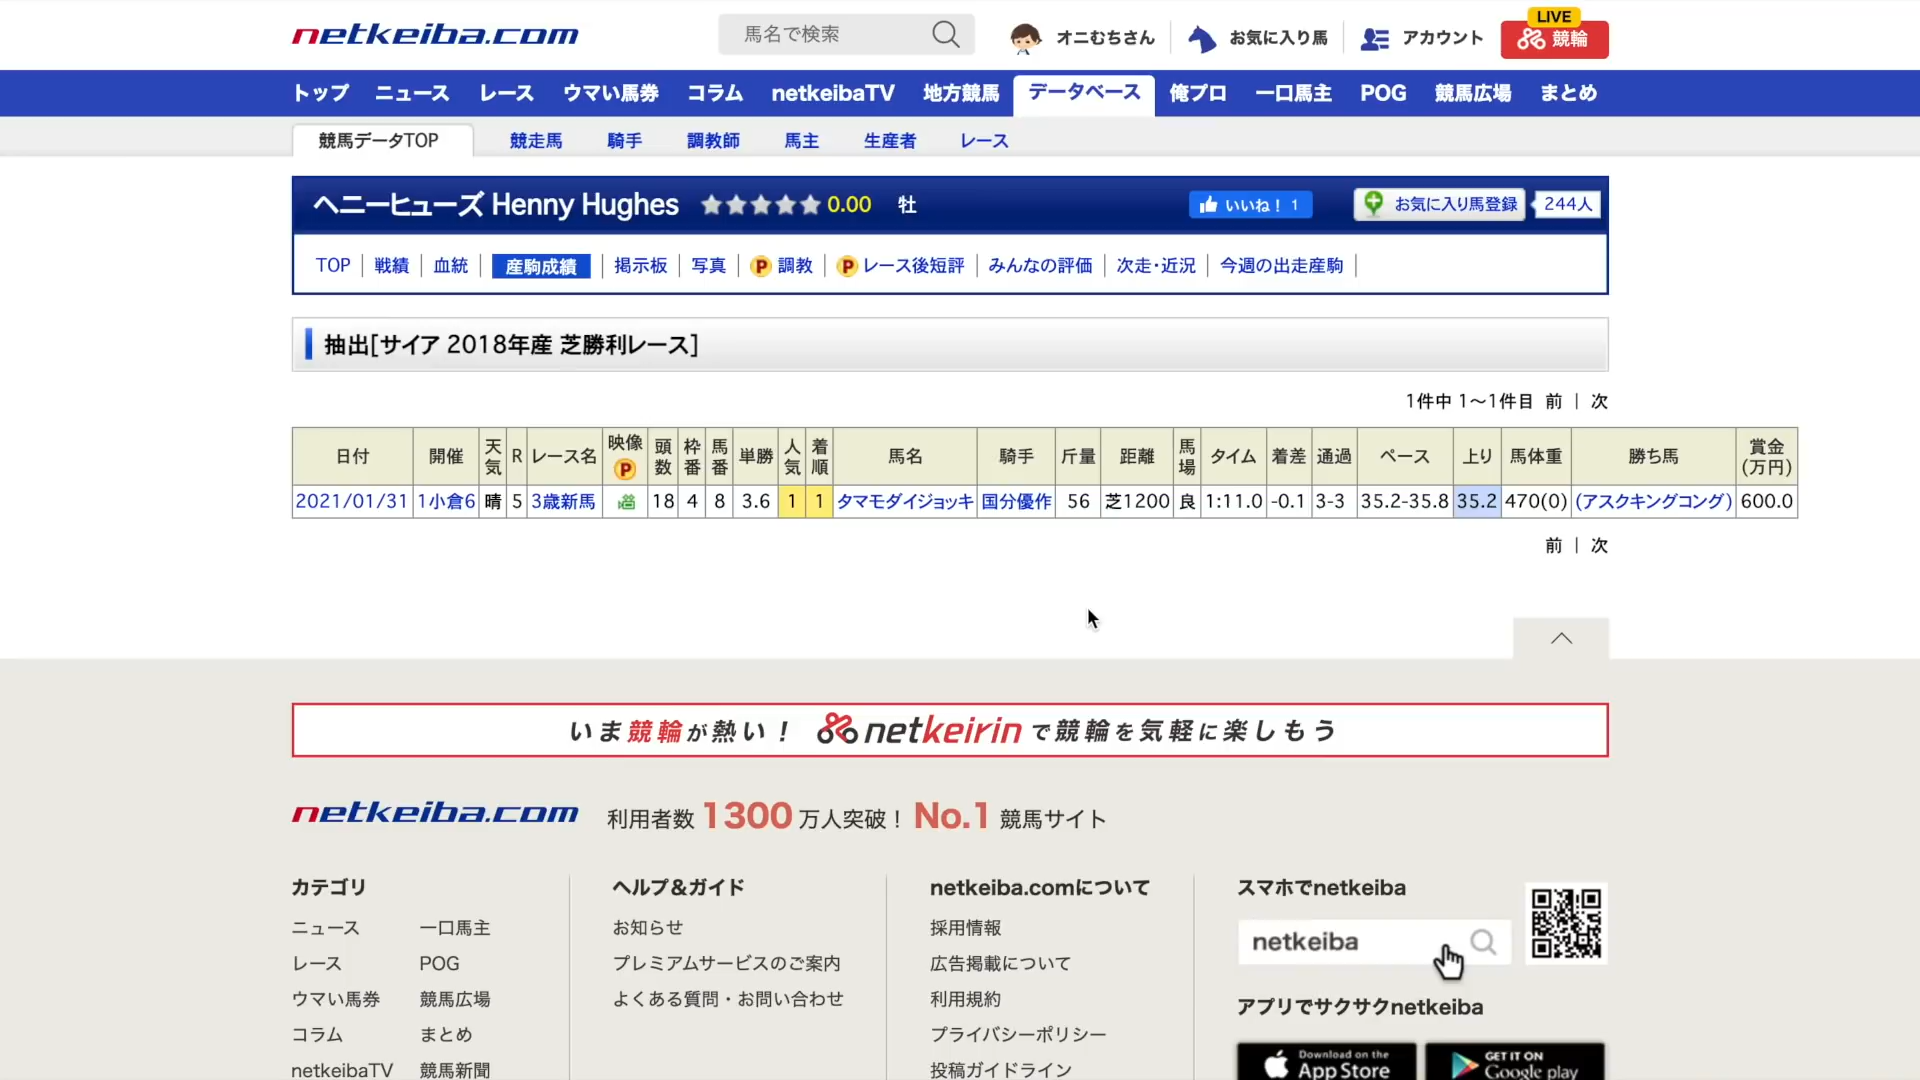 netkeiba.com
馬名で検索
オニむちさん
お気に入り馬
アカウント
LIVE
競輪
トップ ニュース レース ウマい馬券 コラム netkeibaTV 地方競馬 データベース 俺プロ 一口馬主 POG 競馬広場 まとめ
競馬データTOP 競走馬 騎手 調教師 馬主 生産者 レース
ヘニーヒューズ Henny Hughes ★★★★★ 0.00 牡
いいね！ 1
お気に入り馬登録 244人
TOP 戦績 血統 産駒成績 掲示板 写真 P 調教 P レース後短評 みんなの評価 次走・近況 今週の出走産駒
抽出[サイア 2018年産 芝勝利レース]
1件中 1～1件目 前 | 次
日付 開催 天気 R レース名 映像 P 頭数 枠番 馬番 単勝 人気 着順 馬名 騎手 斤量 距離 馬場 タイム 着差 通過 ペース 上り 馬体重 勝ち馬 賞金(万円)
2021/01/31 1小倉6 晴 5 3歳新馬 18 4 8 3.6 1 1 タマモダイジョッキ 国分優作 56 芝1200 良 1:11.0 -0.1 3-3 35.2-35.8 35.2 470(0) (アスクキングコング) 600.0
前 | 次
いま競輪が熱い！ netkeirin で競輪を気軽に楽しもう
netkeiba.com 利用者数 1300 万人突破！ No.1 競馬サイト
カテゴリ
ニュース 一口馬主
レース POG
ウマい馬券 競馬広場
コラム まとめ
netkeibaTV 競馬新聞
ヘルプ＆ガイド
お知らせ
プレミアムサービスのご案内
よくある質問・お問い合わせ
netkeiba.comについて
採用情報
広告掲載について
利用規約
プライバシーポリシー
投稿ガイドライン
スマホでnetkeiba
netkeiba
アプリでサクサクnetkeiba
Download on the
App Store
GET IT ON
Google play